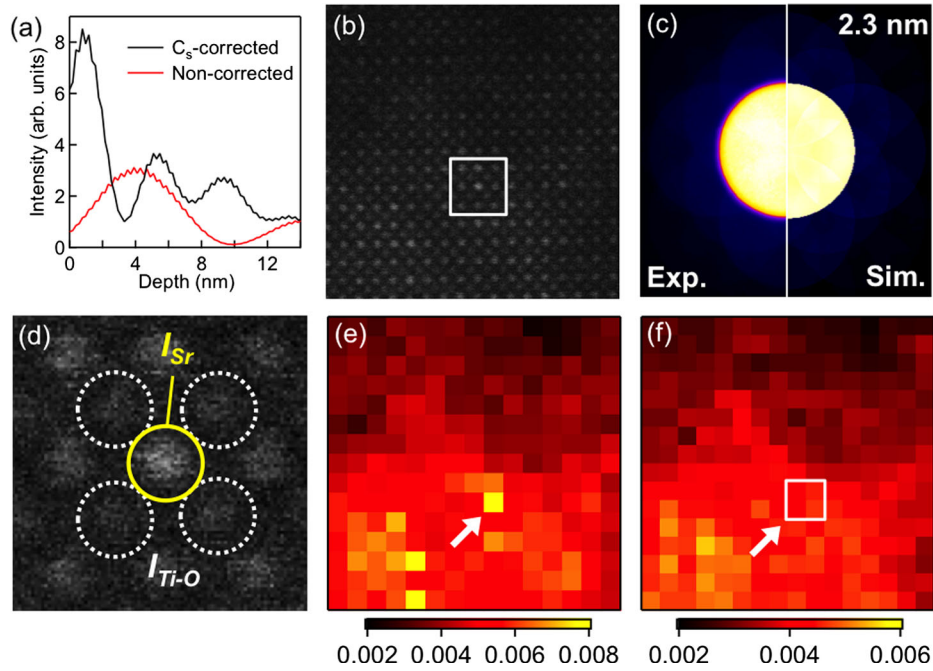 (a)
Cs-corrected
Non-corrected
Intensity (arb. units)
8
6
4
2
0
0 4 8 12
Depth (nm)
(b)
(c)
2.3 nm
Exp. Sim.
(d)
ISr
ITi-O
(e)
0.002 0.004 0.006 0.008
(f)
0.002 0.004 0.006